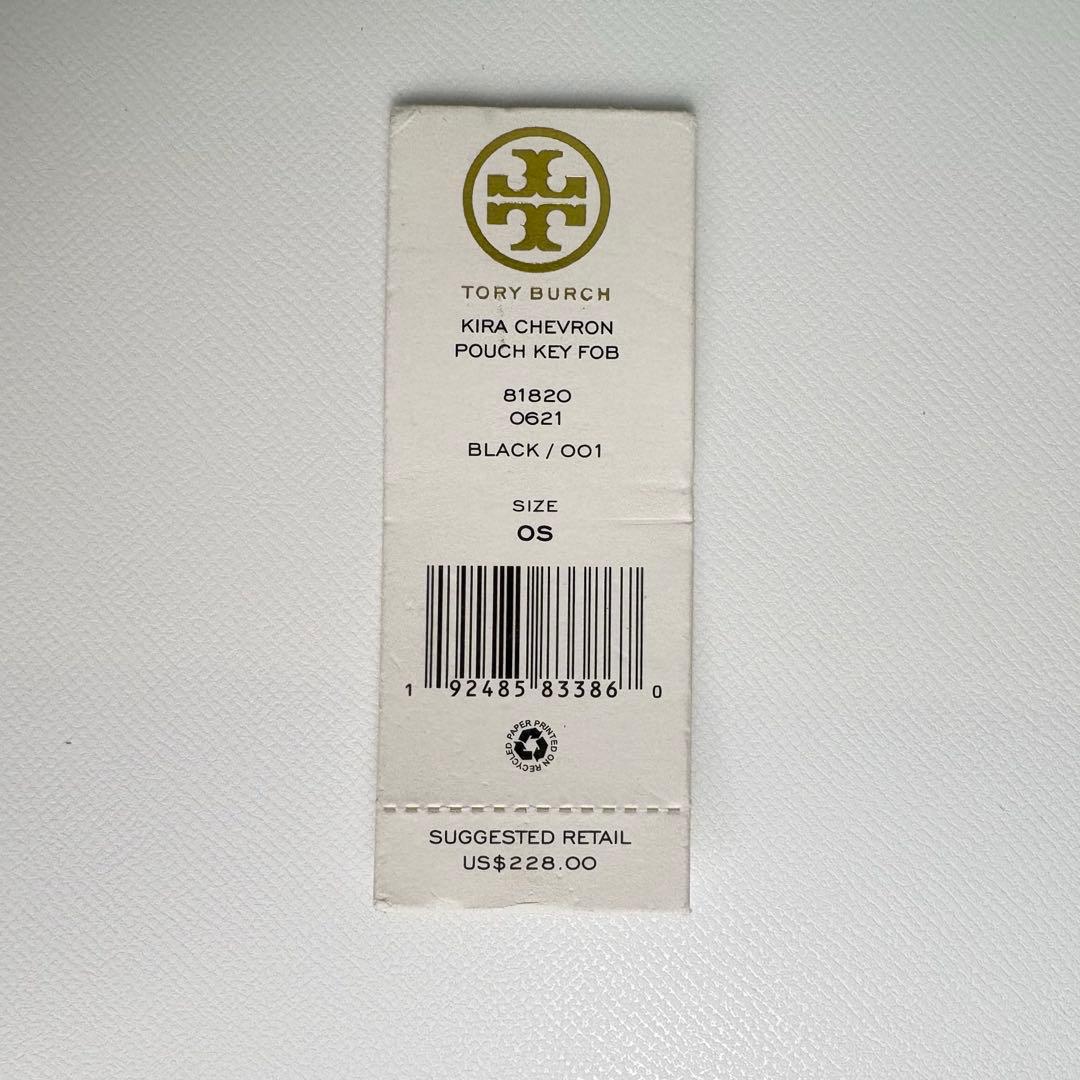 TORY BURCH
KIRA CHEVRON
POUCH KEY FOB
81820
0621
BLACK / 001
SIZE
OS
1 92485 83386 0
PRINTED ON RECYCLED PAPER
SUGGESTED RETAIL
US$228.00